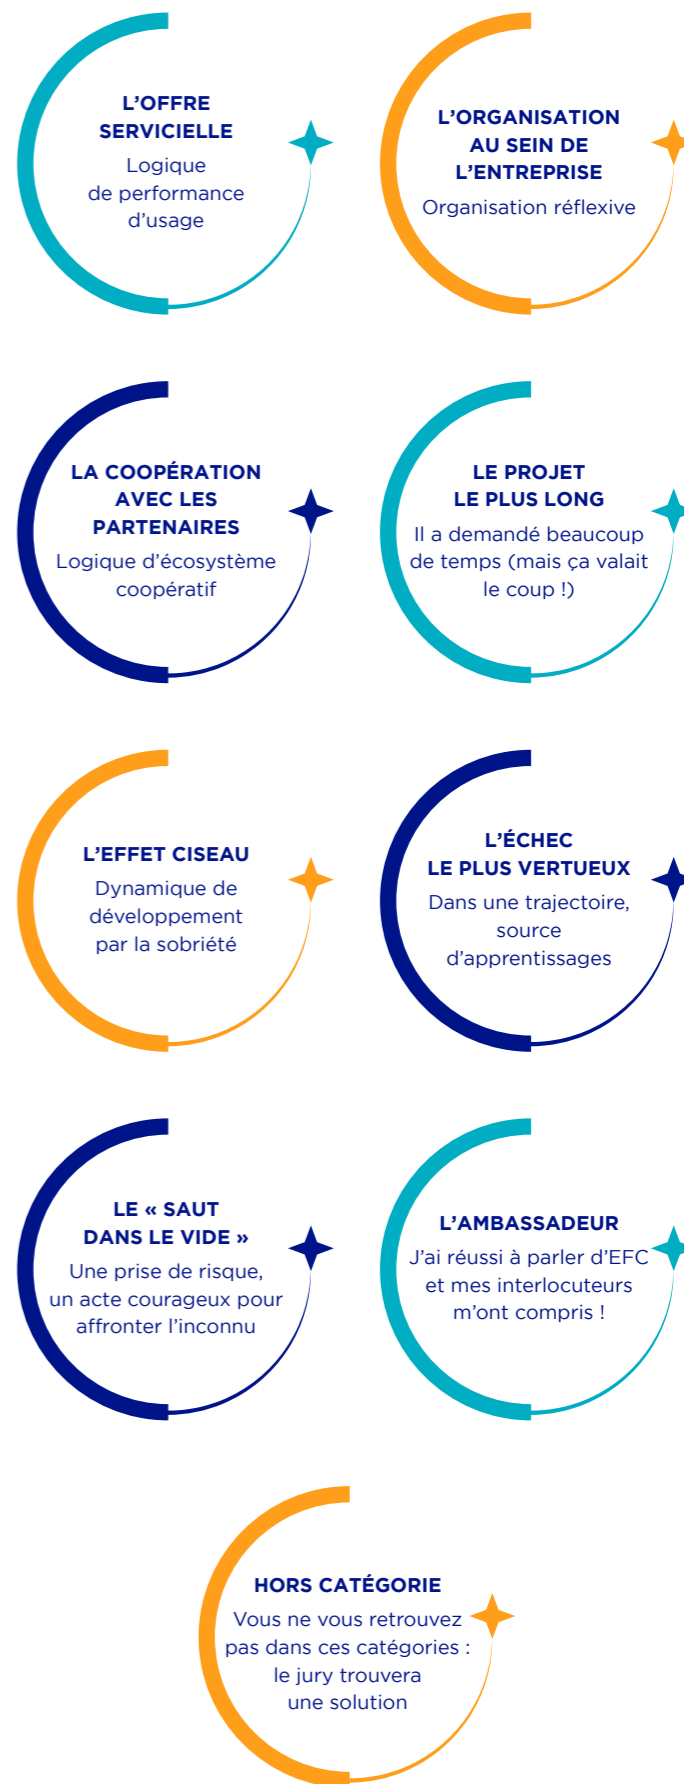 L’OFFRE
SERVICIELLE
Logique
de performance
d’usage
L’ORGANISATION
AU SEIN DE
L’ENTREPRISE
Organisation réflexive
LA COOPÉRATION
AVEC LES
PARTENAIRES
Logique d’écosystème
coopératif
LE PROJET
LE PLUS LONG
Il a demandé beaucoup
de temps (mais ça valait
le coup !)
L’EFFET CISEAU
Dynamique de
développement
par la sobriété
L’ÉCHEC
LE PLUS VERTUEUX
Dans une trajectoire,
source
d’apprentissages
LE « SAUT
DANS LE VIDE »
Une prise de risque,
un acte courageux pour
affronter l’inconnu
L’AMBASSADEUR
J’ai réussi à parler d’EFC
et mes interlocuteurs
m’ont compris !
HORS CATÉGORIE
Vous ne vous retrouvez
pas dans ces catégories :
le jury trouvera
une solution